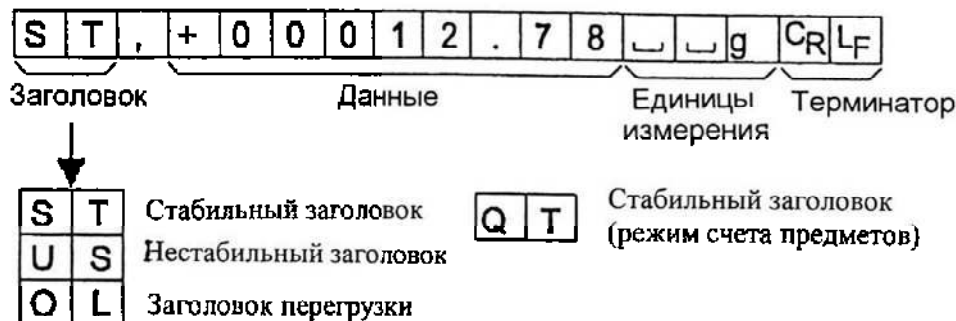 S T , + 0 0 0 1 2 . 7 8 ␣ ␣ g CR LF
Заголовок Данные Единицы измерения Терминатор
S T Стабильный заголовок
U S Нестабильный заголовок
O L Заголовок перегрузки
Q T Стабильный заголовок
(режим счета предметов)